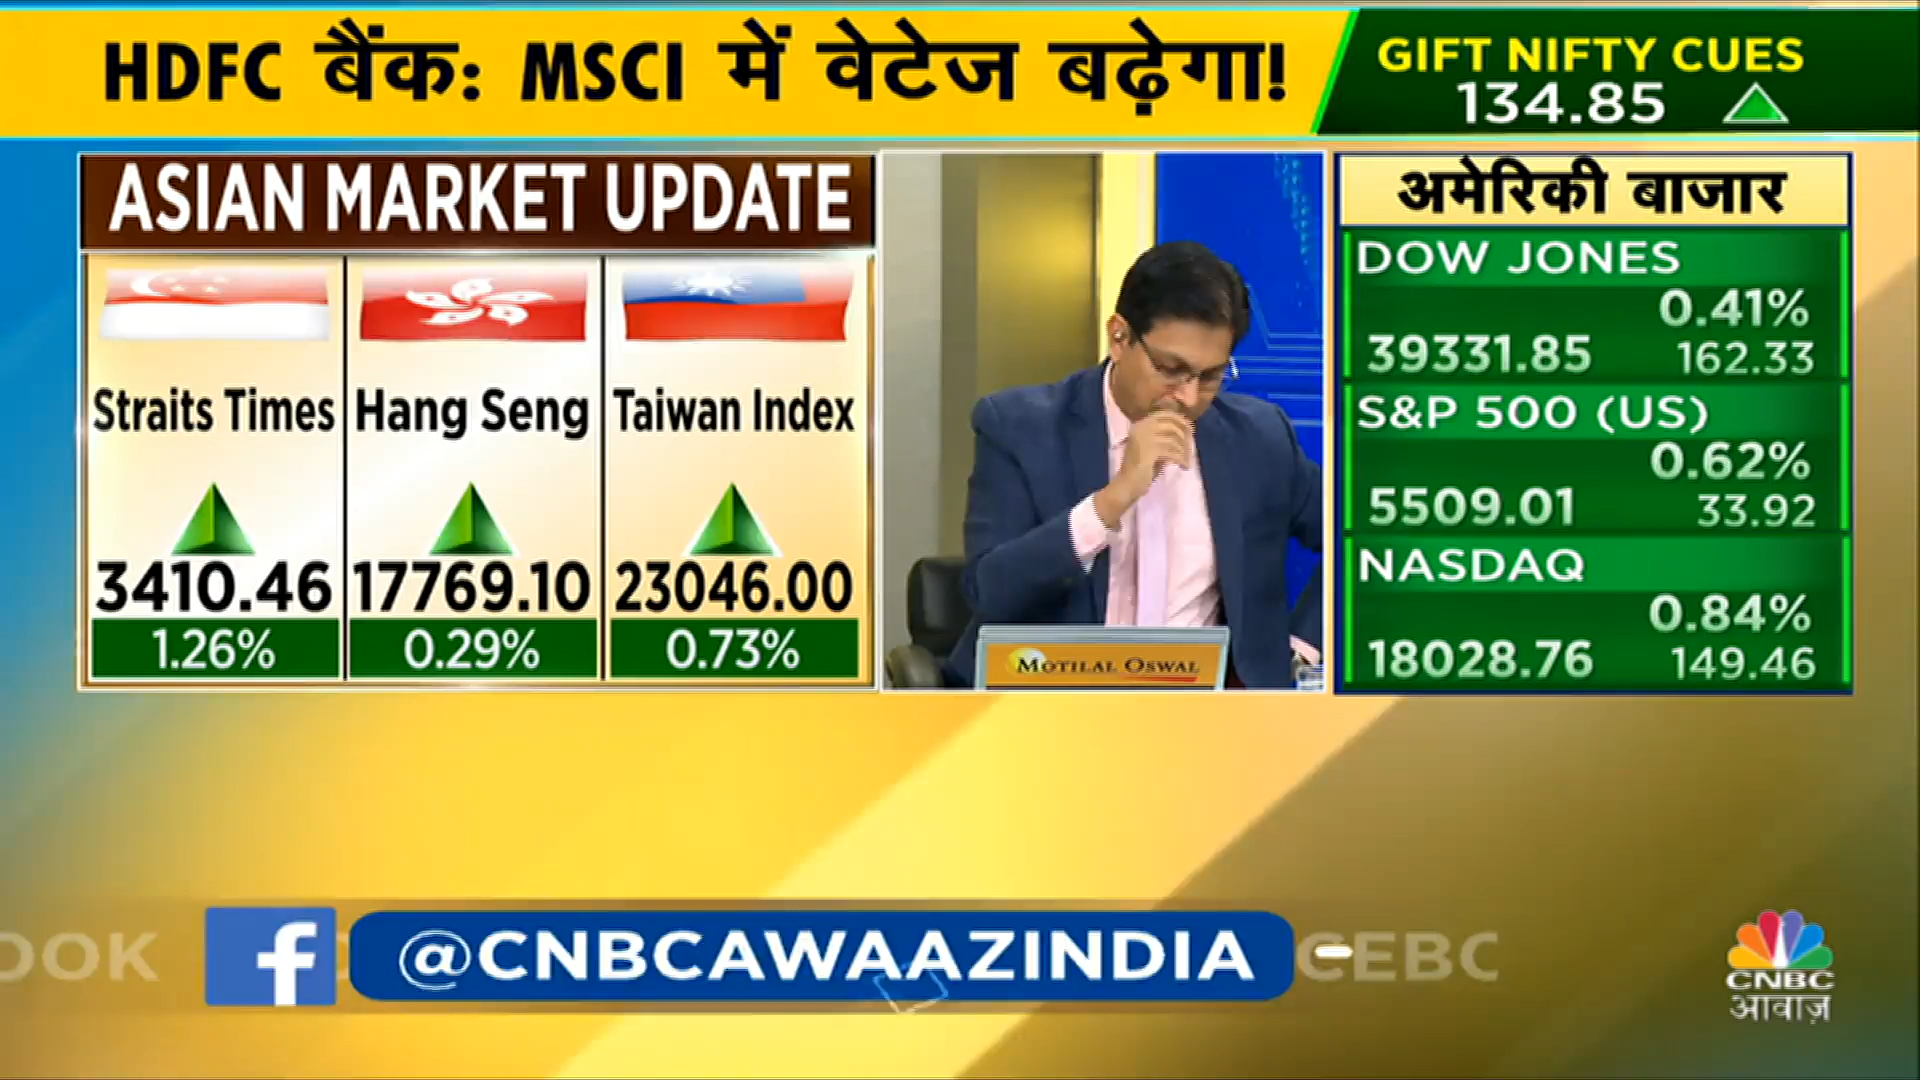 HDFC बैंक: MSCI में वेटेज बढ़ेगा!
GIFT NIFTY CUES
134.85
ASIAN MARKET UPDATE
Straits Times
3410.46
1.26%
Hang Seng
17769.10
0.29%
Taiwan Index
23046.00
0.73%
MOTILAL OSWAL
अमेरिकी बाजार
DOW JONES
0.41%
39331.85 162.33
S&P 500 (US)
0.62%
5509.01 33.92
NASDAQ
0.84%
18028.76 149.46
@CNBCAWAAZINDIA
CNBC
आवाज़